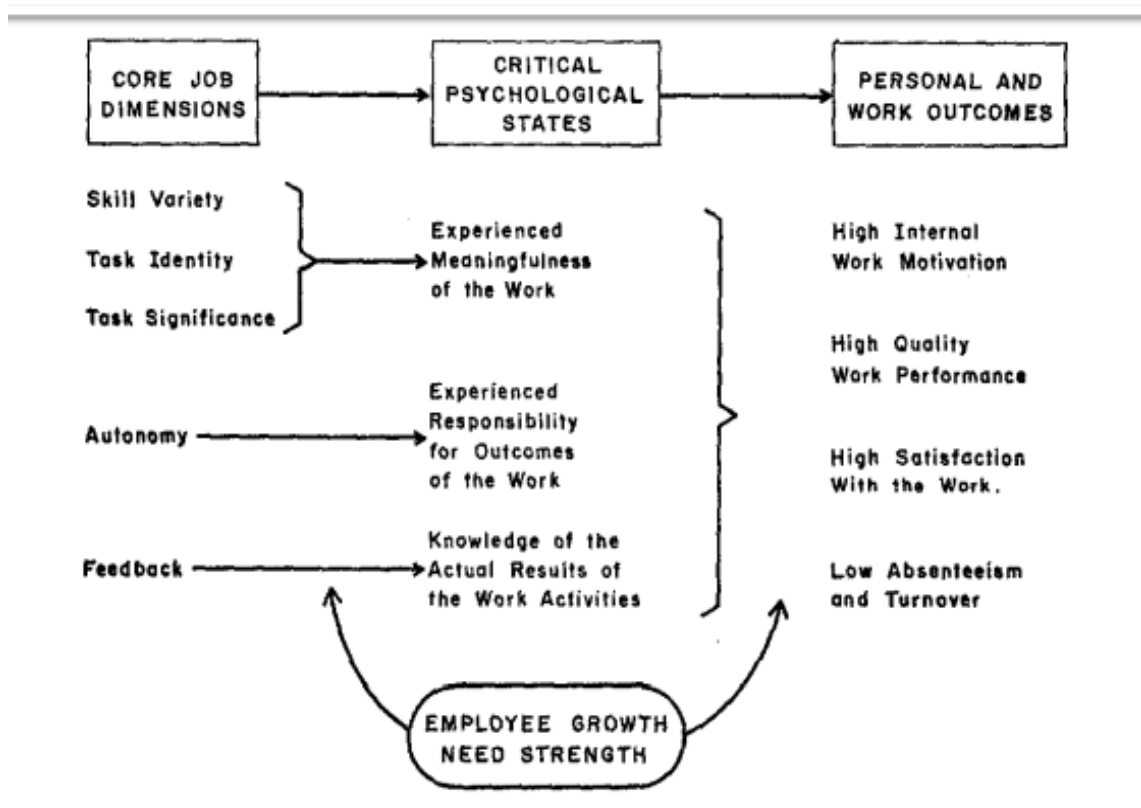 CORE JOB
DIMENSIONS
CRITICAL
PSYCHOLOGICAL
STATES
PERSONAL AND
WORK OUTCOMES
Skill Variety
Task Identity
Task Significance
Experienced
Meaningfulness
of the Work
Autonomy
Experienced
Responsibility
for Outcomes
of the Work
Feedback
Knowledge of the
Actual Results of
the Work Activities
High Internal
Work Motivation
High Quality
Work Performance
High Satisfaction
With the Work.
Low Absenteeism
and Turnover
EMPLOYEE GROWTH
NEED STRENGTH